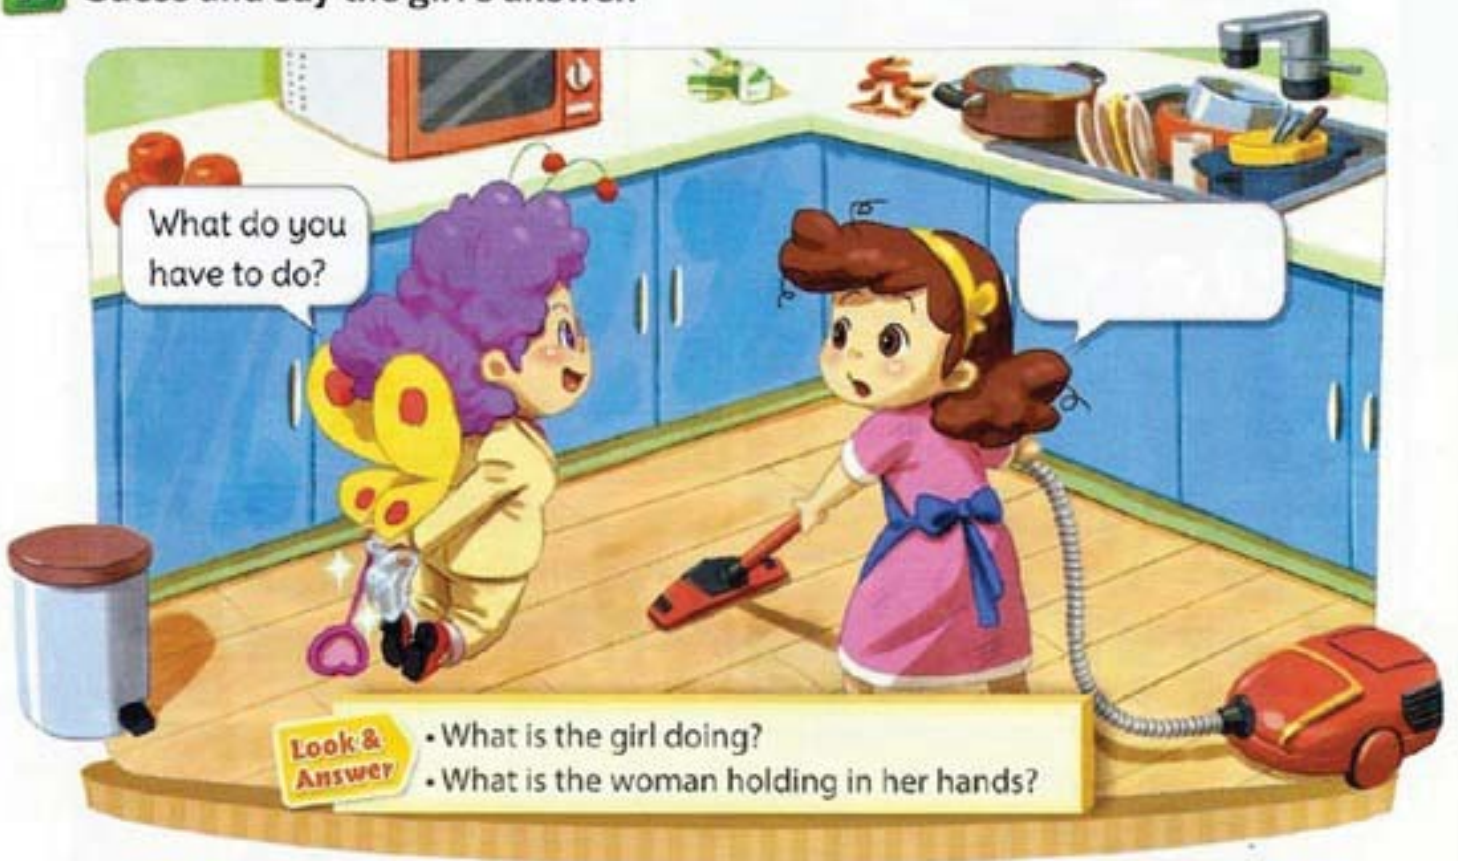 What do you
have to do?
Look &
Answer
• What is the girl doing?
• What is the woman holding in her hands?